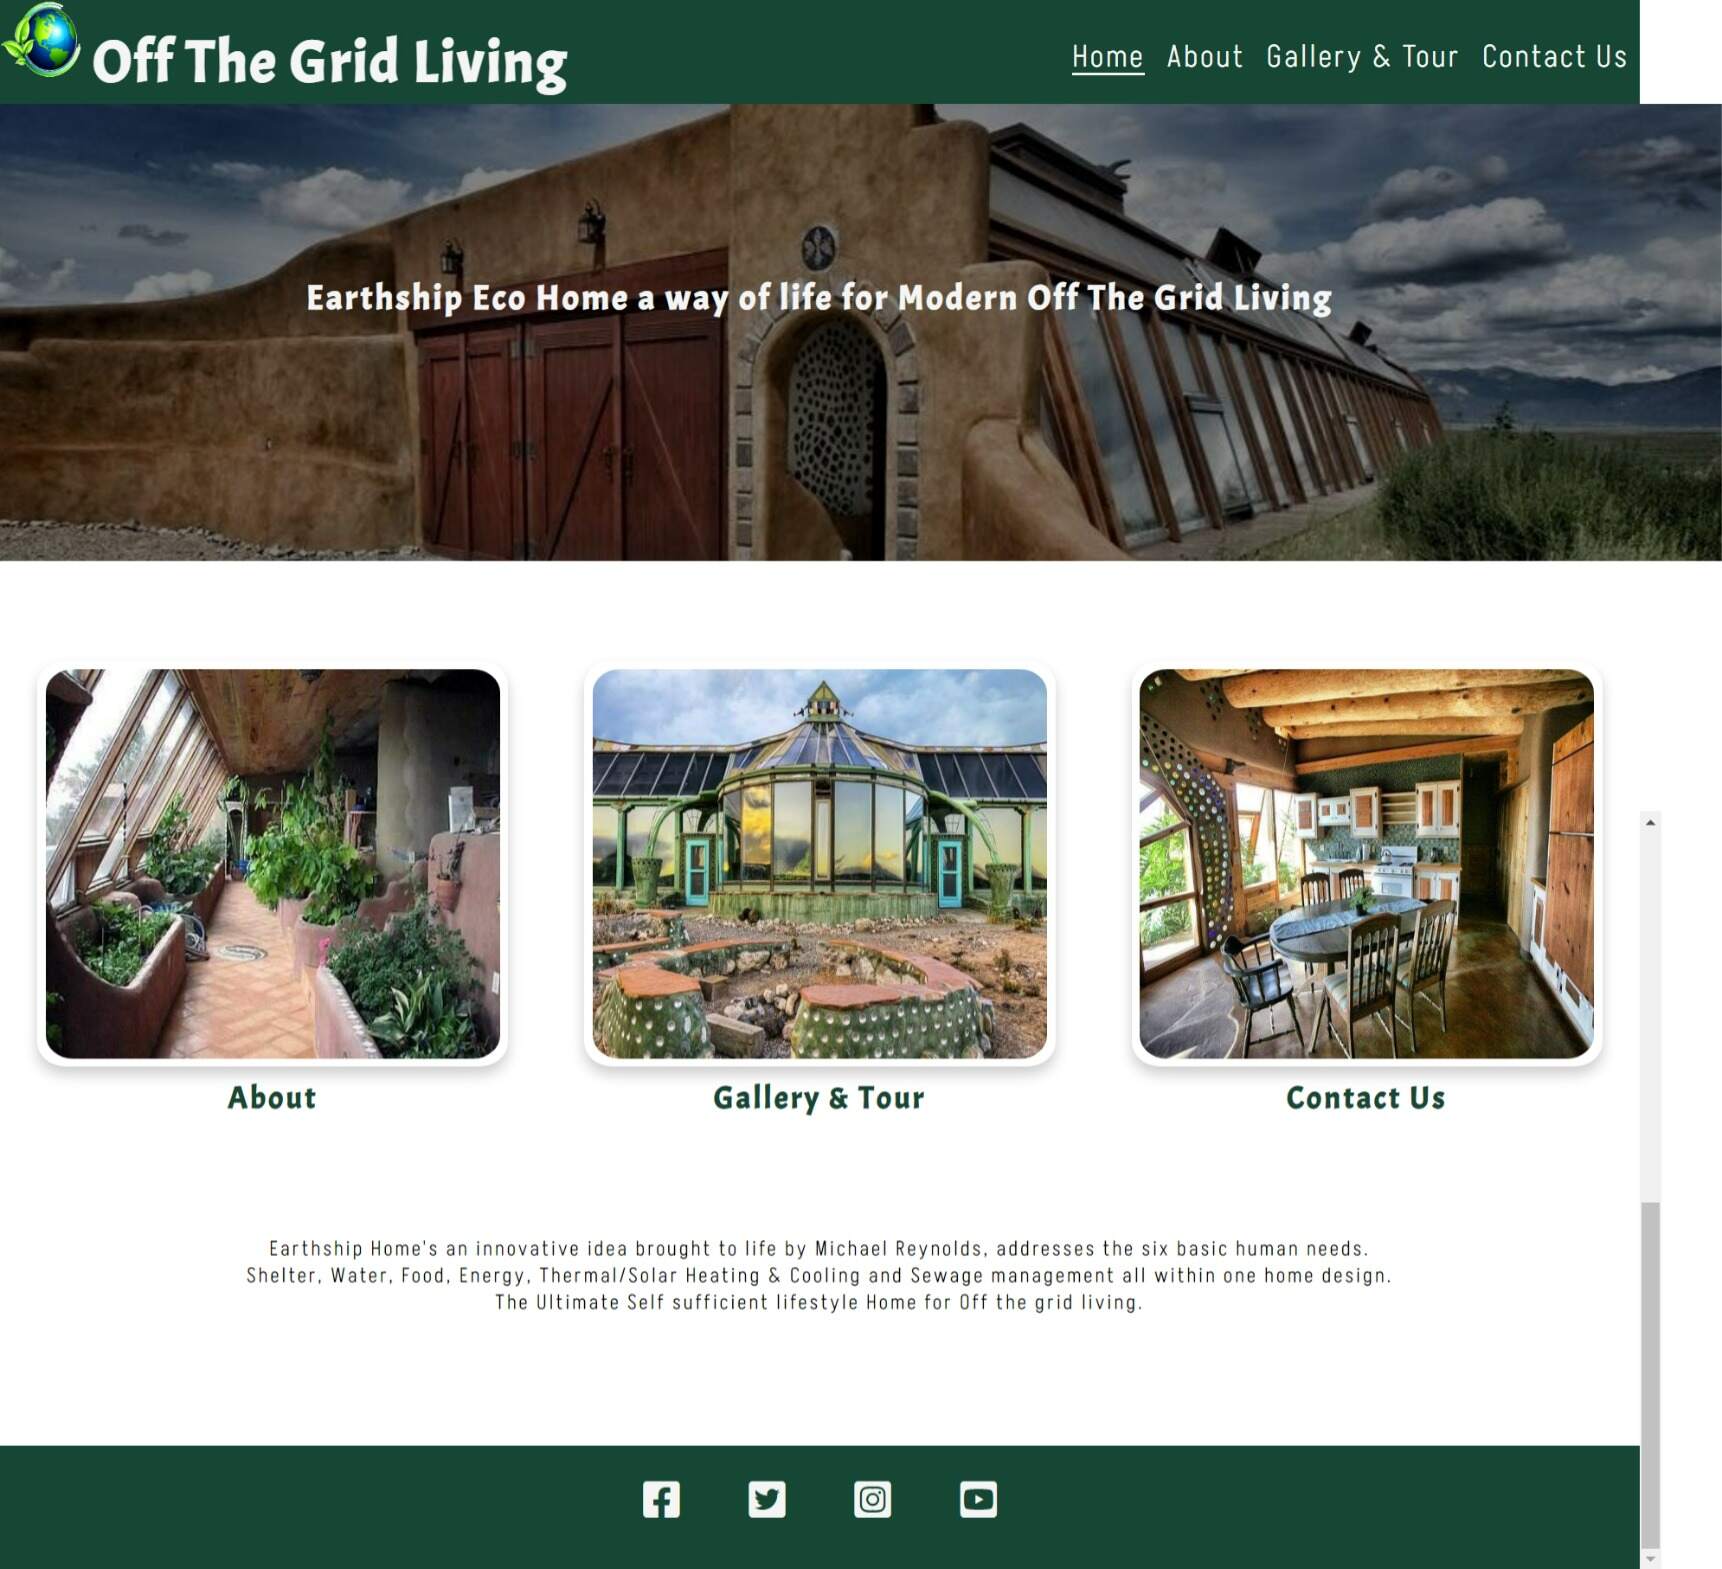 Off The Grid Living
Home About Gallery & Tour Contact Us
Earthship Eco Home a way of life for Modern Off The Grid Living
About
Gallery & Tour
Contact Us
Earthship Home's an innovative idea brought to life by Michael Reynolds, addresses the six basic human needs.
Shelter, Water, Food, Energy, Thermal/Solar Heating & Cooling and Sewage management all within one home design.
The Ultimate Self sufficient lifestyle Home for Off the grid living.